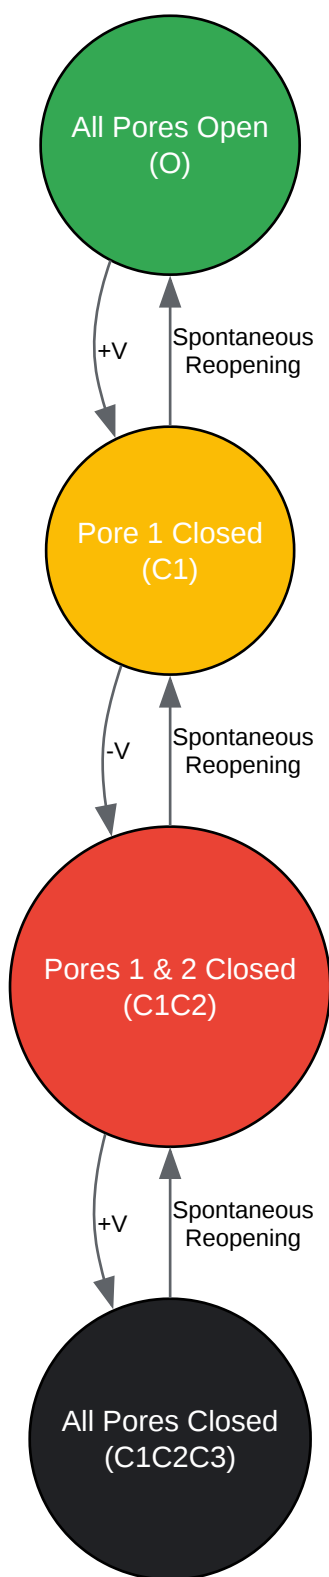 All Pores Open
(O)
+V
Spontaneous
Reopening
Pore 1 Closed
(C1)
-V
Spontaneous
Reopening
Pores 1 & 2 Closed
(C1C2)
+V
Spontaneous
Reopening
All Pores Closed
(C1C2C3)